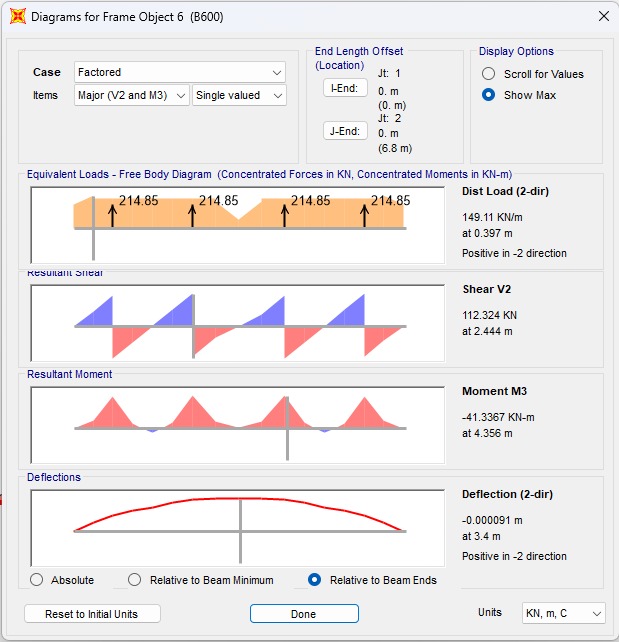 Diagrams for Frame Object 6 (B600)
Case
Factored
Items
Major (V2 and M3)
Single valued
End Length Offset
(Location)
I-End:
Jt: 1
0. m
(0. m)
J-End:
Jt: 2
0. m
(6.8 m)
Display Options
Scroll for Values
Show Max
Equivalent Loads - Free Body Diagram (Concentrated Forces in KN, Concentrated Moments in KN-m)
214.85 214.85 214.85 214.85
Dist Load (2-dir)
149.11 KN/m
at 0.397 m
Positive in -2 direction
Resultant Shear
Shear V2
112.324 KN
at 2.444 m
Resultant Moment
Moment M3
-41.3367 KN-m
at 4.356 m
Deflections
Deflection (2-dir)
-0.000091 m
at 3.4 m
Positive in -2 direction
Absolute
Relative to Beam Minimum
Relative to Beam Ends
Reset to Initial Units
Done
Units
KN, m, C